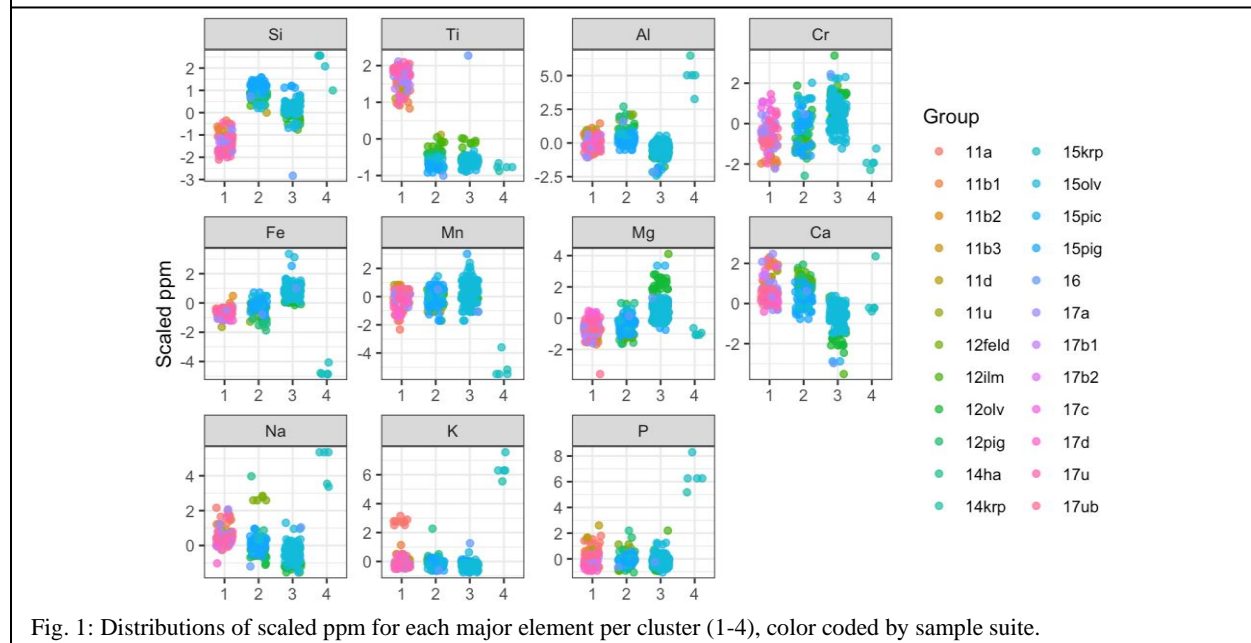 Si Ti Al Cr
2 1 0 -1 -2 -3
2 1 0 -1
5.0 2.5 0.0 -2.5
2 0 -2
1 2 3 4 1 2 3 4 1 2 3 4 1 2 3 4
Fe Mn Mg Ca
2 0 -2 -4
2 0 -2 -4
4 2 0 -2
2 0 -2
1 2 3 4 1 2 3 4 1 2 3 4 1 2 3 4
Scaled ppm
Na K P
4 2 0
6 4 2 0
8 6 4 2 0
1 2 3 4 1 2 3 4 1 2 3 4
Group
11a 15krp
11b1 15olv
11b2 15pic
11b3 15pig
11d 16
11u 17a
12feld 17b1
12ilm 17b2
12olv 17c
12pig 17d
14ha 17u
14krp 17ub
Fig. 1: Distributions of scaled ppm for each major element per cluster (1-4), color coded by sample suite.